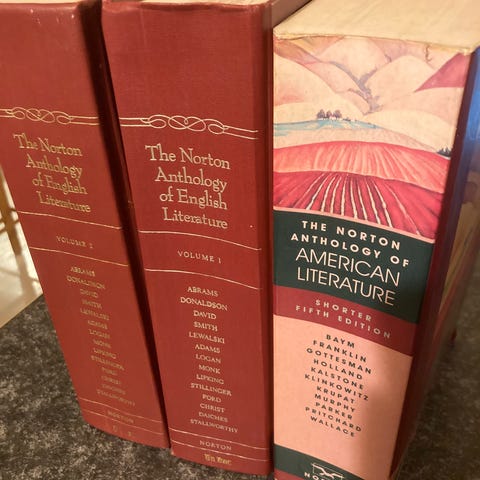 The Norton
Anthology
of English
Literature
VOLUME 2
ABRAMS
DONALDSON
DAVID
SMITH
LEWALSKI
ADAMS
LOGAN
MONK
LIPKING
STILLINGER
FORD
CHRIST
DAICHES
STALLWORTHY
NORTON
The Norton
Anthology
of English
Literature
VOLUME 1
ABRAMS
DONALDSON
DAVID
SMITH
LEWALSKI
ADAMS
LOGAN
MONK
LIPKING
STILLINGER
FORD
CHRIST
DAICHES
STALLWORTHY
NORTON
THE NORTON
ANTHOLOGY OF
AMERICAN
LITERATURE
SHORTER
FIFTH EDITION
BAYM
FRANKLIN
GOTTESMAN
HOLLAND
KALSTONE
KLINKOWITZ
KRUPAT
MURPHY
PARKER
PRITCHARD
WALLACE